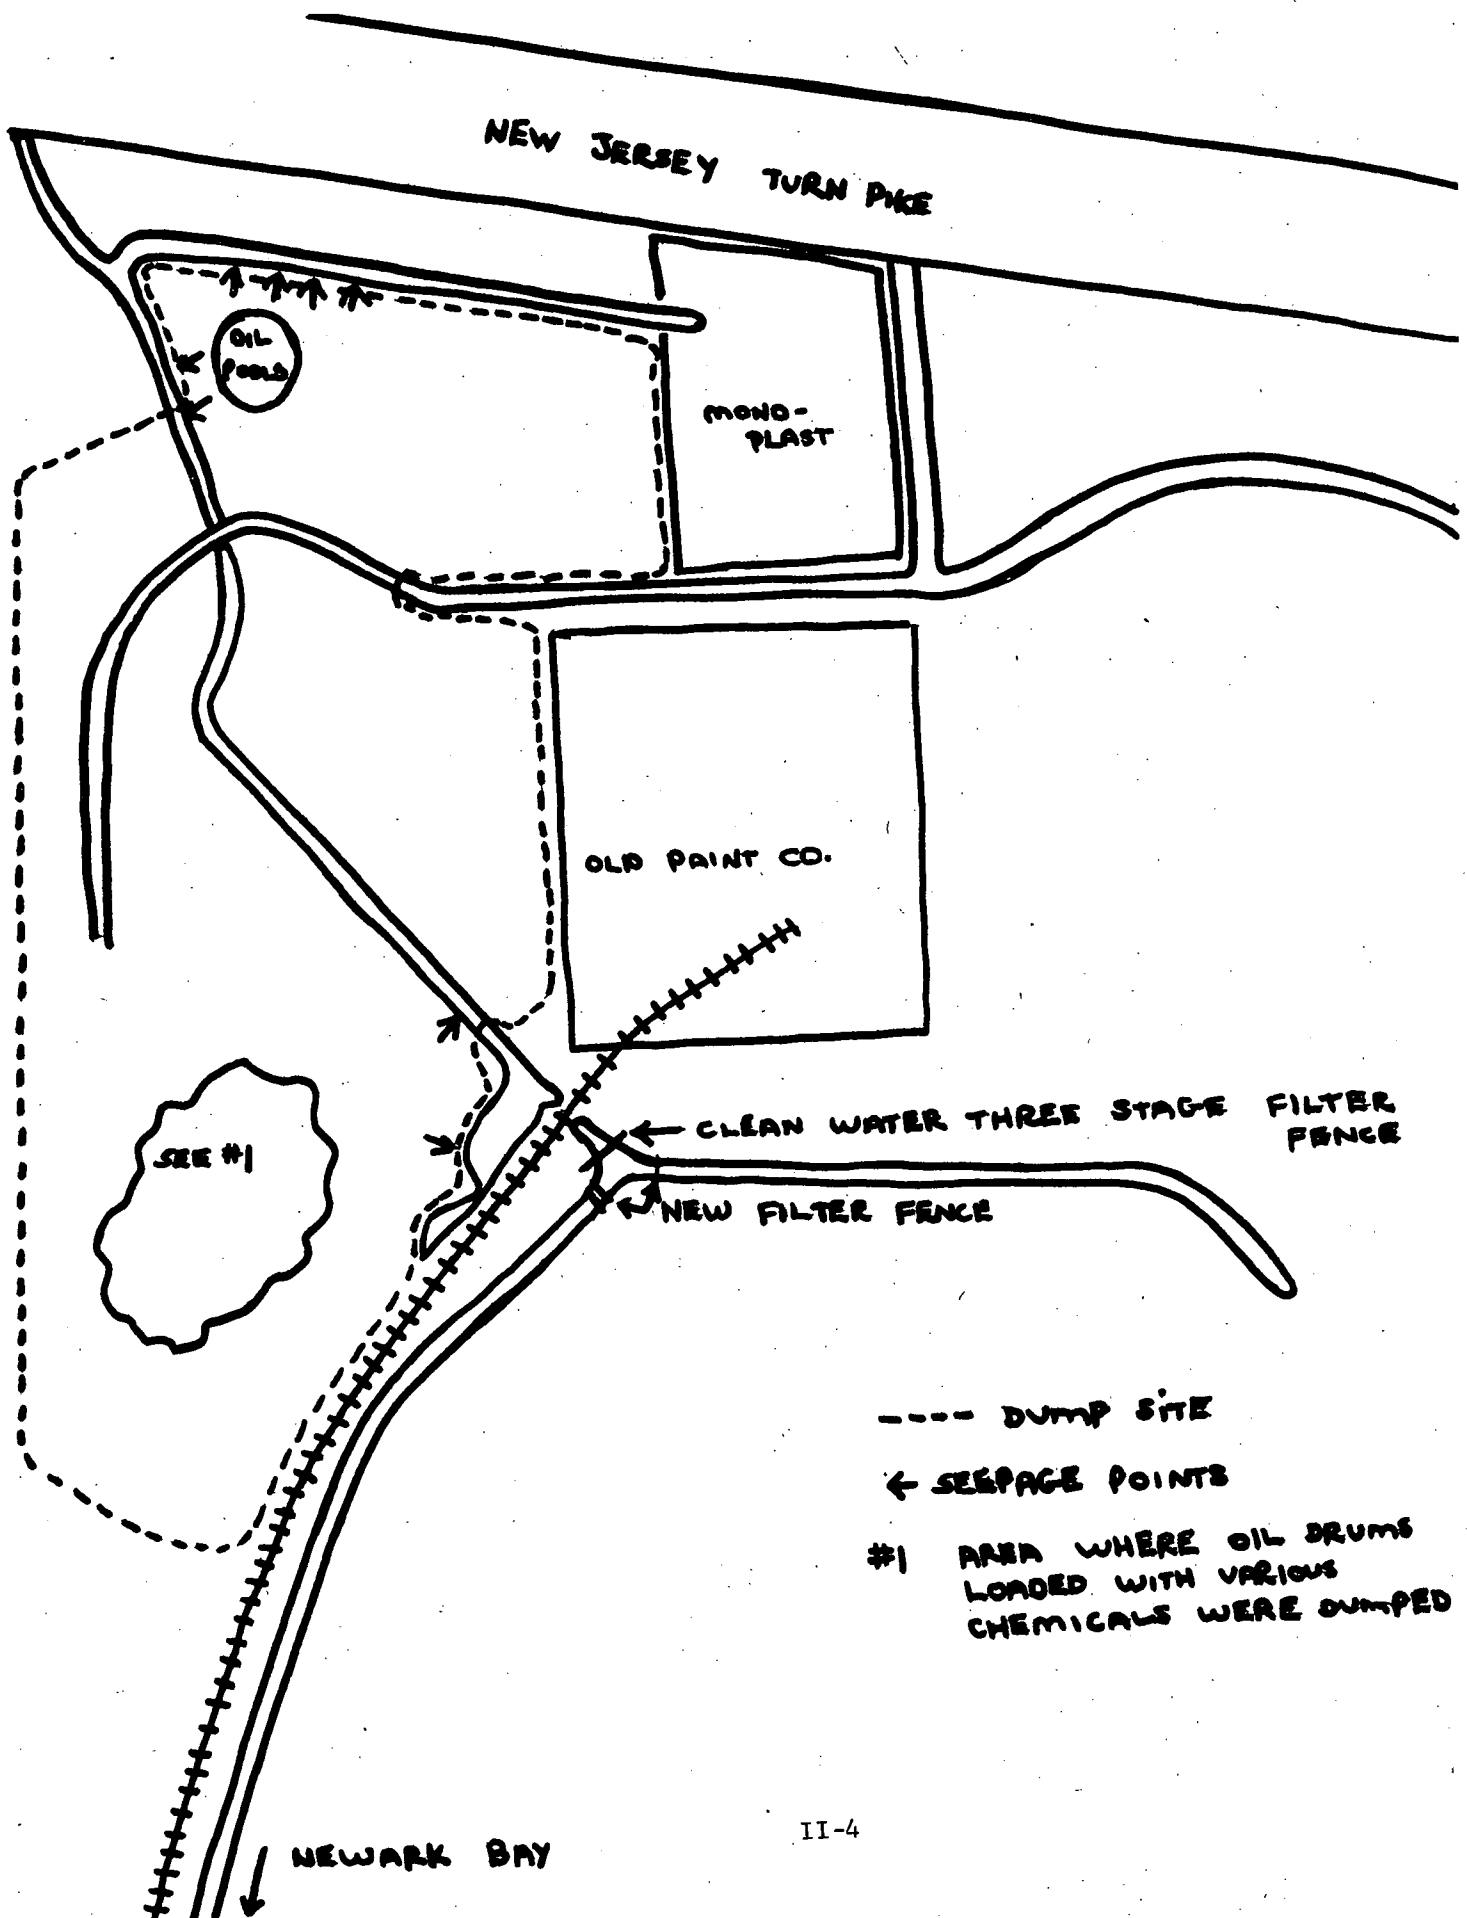 NEW JERSEY TURN PIKE
OIL
POOLS
MONO-
PLAST
OLD PAINT CO.
CLEAN WATER THREE STAGE FILTER
FENCE
SEE #1
NEW FILTER FENCE
---- DUMP SITE
← SEEPAGE POINTS
#1 AREA WHERE OIL DRUMS
LOADED WITH VARIOUS
CHEMICALS WERE DUMPED
II-4
NEWARK BAY